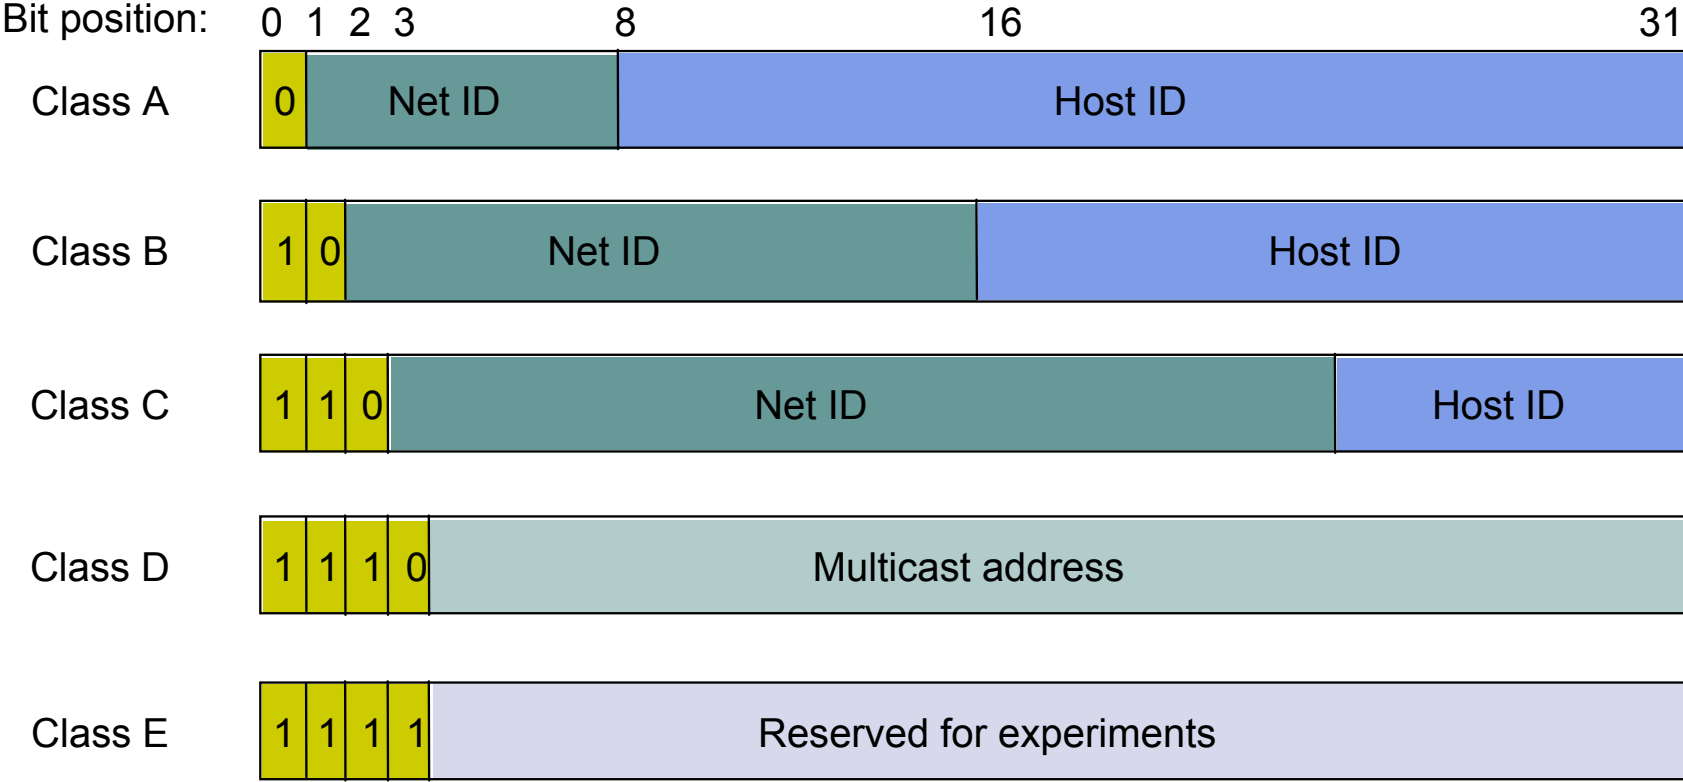 Bit position: 0 1 2 3 8 16 31
Class A 0 Net ID Host ID
Class B 1 0 Net ID Host ID
Class C 1 1 0 Net ID Host ID
Class D 1 1 1 0 Multicast address
Class E 1 1 1 1 Reserved for experiments